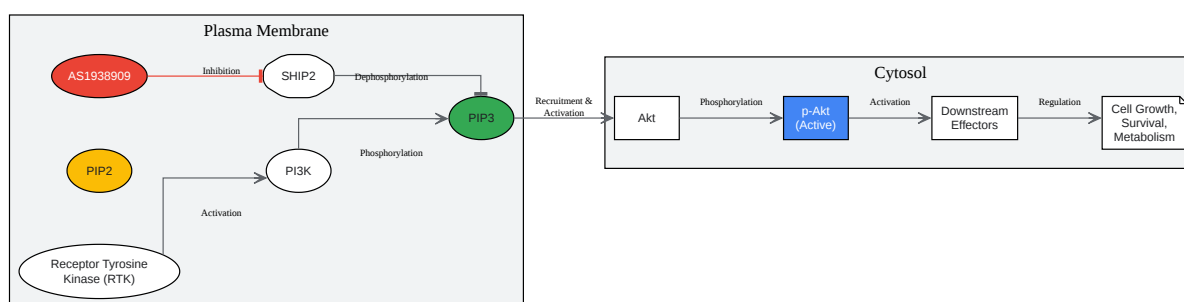 Plasma Membrane
AS1938909
Inhibition
SHIP2
Dephosphorylation
PIP3
Phosphorylation
PIP2
PI3K
Activation
Receptor Tyrosine
Kinase (RTK)
Recruitment &
Activation
Cytosol
Akt
Phosphorylation
p-Akt
(Active)
Activation
Downstream
Effectors
Regulation
Cell Growth,
Survival,
Metabolism